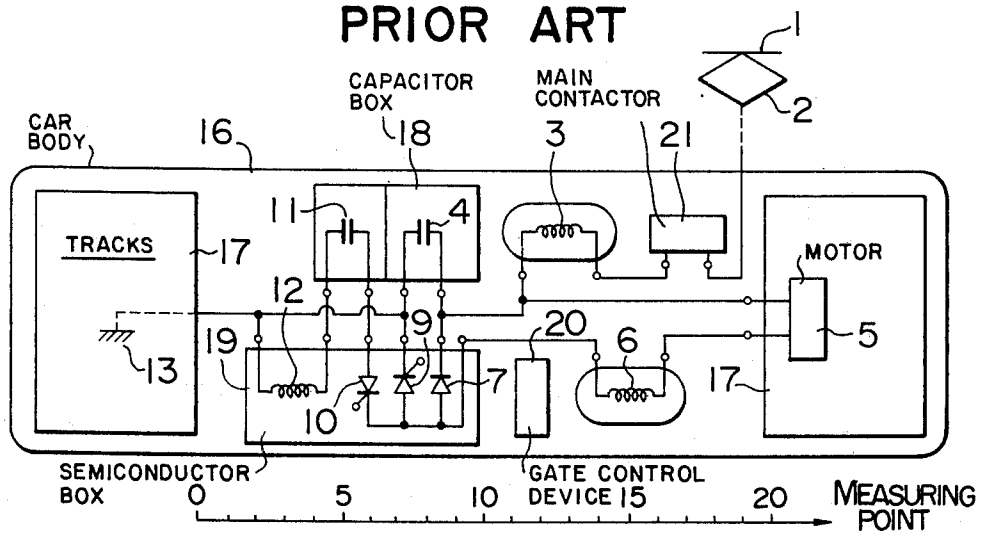 PRIOR ART
1
2
CAPACITOR
BOX
18
MAIN
CONTACTOR
3
21
CAR
BODY
16
11
4
TRACKS
17
MOTOR
12
9
20
5
13
19
10
7
6
17
SEMICONDUCTOR
BOX
GATE CONTROL
DEVICE
0 5 10 15 20
MEASURING
POINT